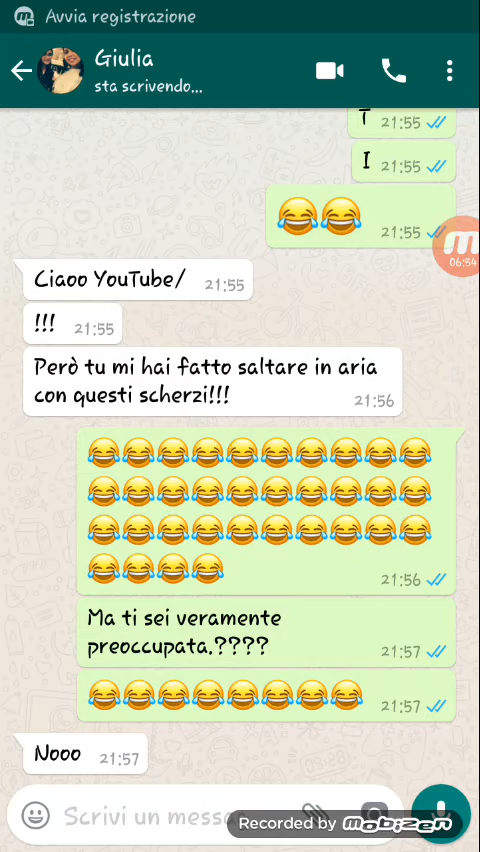 Avvia registrazione
Giulia
sta scrivendo...
T 21:55
I 21:55
21:55
06:54
Ciaoo YouTube/ 21:55
!!! 21:55
Però tu mi hai fatto saltare in aria
con questi scherzi!!! 21:56
21:56
Ma ti sei veramente
preoccupata.???? 21:57
21:57
Nooo 21:57
Scrivi un messa
Recorded by mobizen